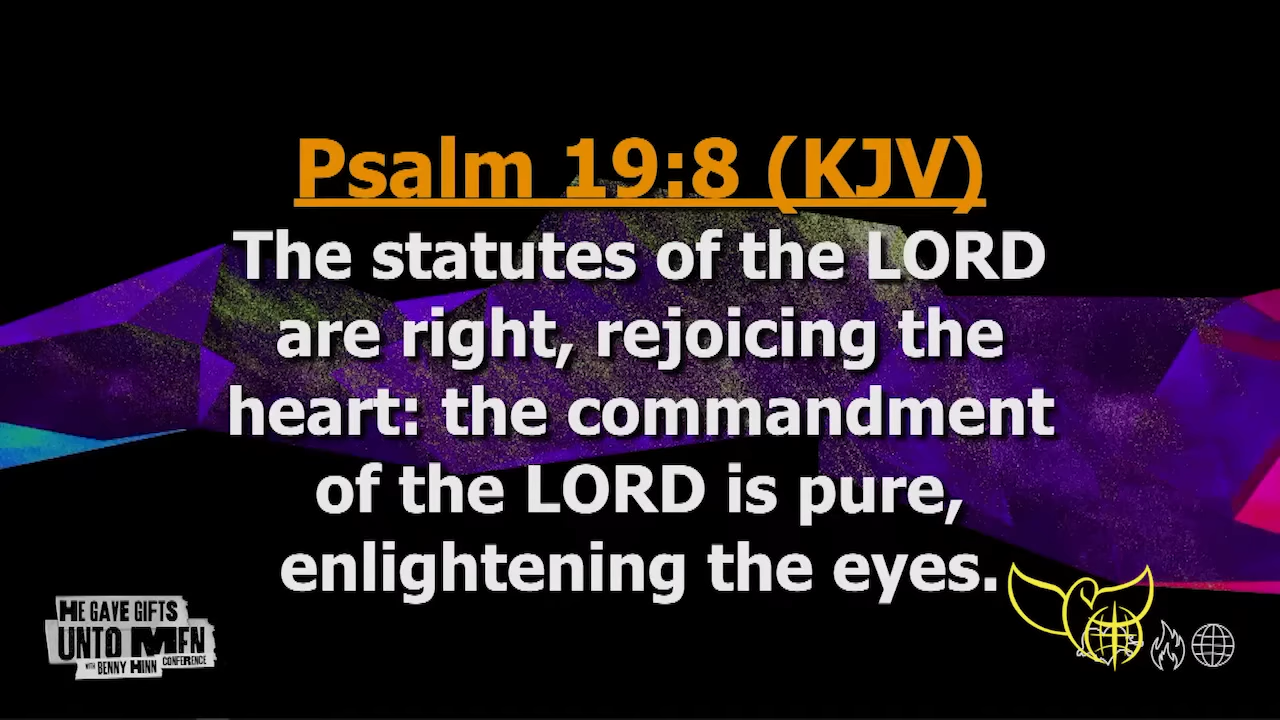 Psalm 19:8 (KJV)
The statutes of the LORD
are right, rejoicing the
heart: the commandment
of the LORD is pure,
enlightening the eyes.
HE GAVE GIFTS
UNTO MEN
WITH BENNY HINN CONFERENCE